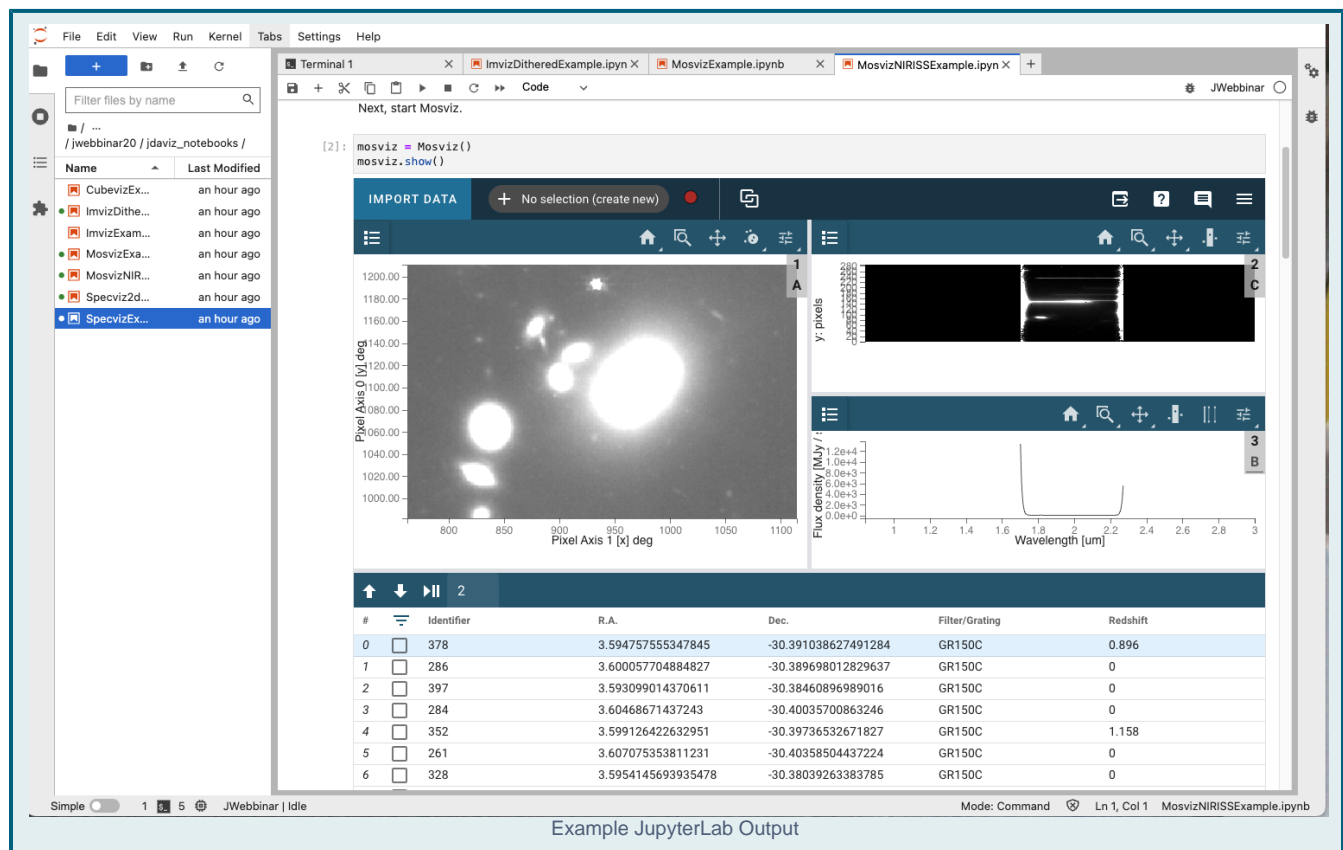 File Edit View Run Kernel Tabs Settings Help
+
Filter files by name
/ ...
/ jwebbinar20 / jdaviz_notebooks /
Name Last Modified
CubevizEx... an hour ago
ImvizDithe... an hour ago
ImvizExam... an hour ago
MosvizExa... an hour ago
MosvizNIR... an hour ago
Specviz2d... an hour ago
SpecvizEx... an hour ago
Terminal 1 ImvizDitheredExample.ipyn MosvizExample.ipynb MosvizNIRISSExample.ipyn
Code JWebbinar
Next, start Mosviz.
[2]: mosviz = Mosviz()
mosviz.show()
IMPORT DATA + No selection (create new)
1
A
1200.00
1180.00
1160.00
1140.00
1120.00
1100.00
1080.00
1060.00
1040.00
1020.00
1000.00
Pixel Axis 0 [y] deg
800 850 900 950 1000 1050 1100
Pixel Axis 1 [x] deg
2
C
280
y: pixels
3
B
Flux density [MJy /
1.2e+4
1.0e+4
8.0e+3
6.0e+3
4.0e+3
2.0e+3
0.0e+0
1 1.2 1.4 1.6 1.8 2 2.2 2.4 2.6 2.8 3
Wavelength [um]
2
# Identifier R.A. Dec. Filter/Grating Redshift
0 378 3.594757555347845 -30.391038627491284 GR150C 0.896
1 286 3.600057704884827 -30.389698012829637 GR150C 0
2 397 3.593099014370611 -30.38460896989016 GR150C 0
3 284 3.60468671437243 -30.40035700863246 GR150C 0
4 352 3.599126422632951 -30.39736532671827 GR150C 1.158
5 261 3.607075353811231 -30.40358504437224 GR150C 0
6 328 3.5954145693935478 -30.38039263383785 GR150C 0
Simple 1 5 JWebbinar | Idle Mode: Command Ln 1, Col 1 MosvizNIRISSExample.ipynb
Example JupyterLab Output